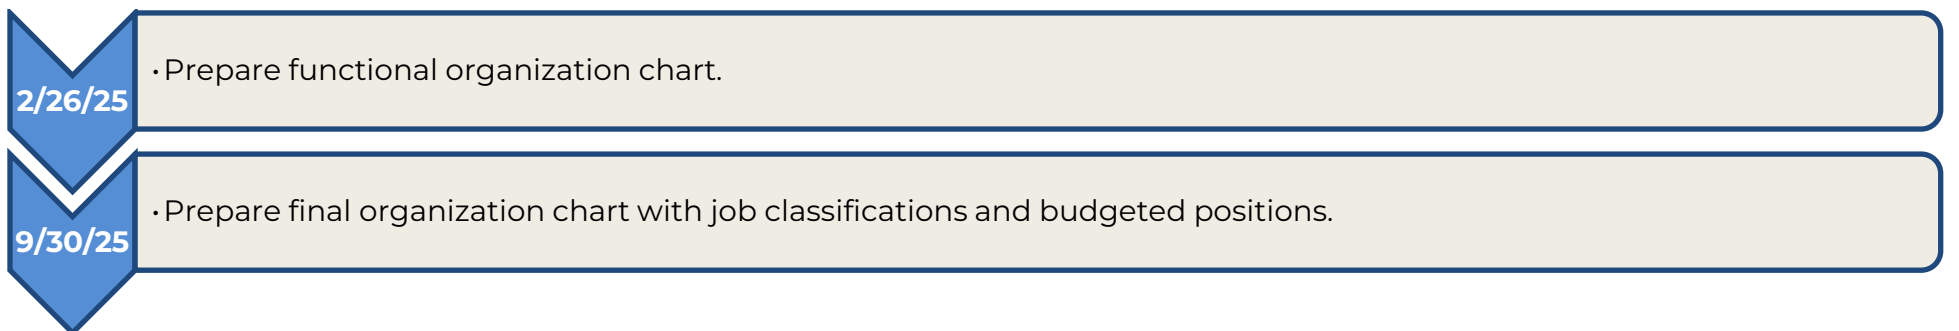 2/26/25
·Prepare functional organization chart.
9/30/25
·Prepare final organization chart with job classifications and budgeted positions.